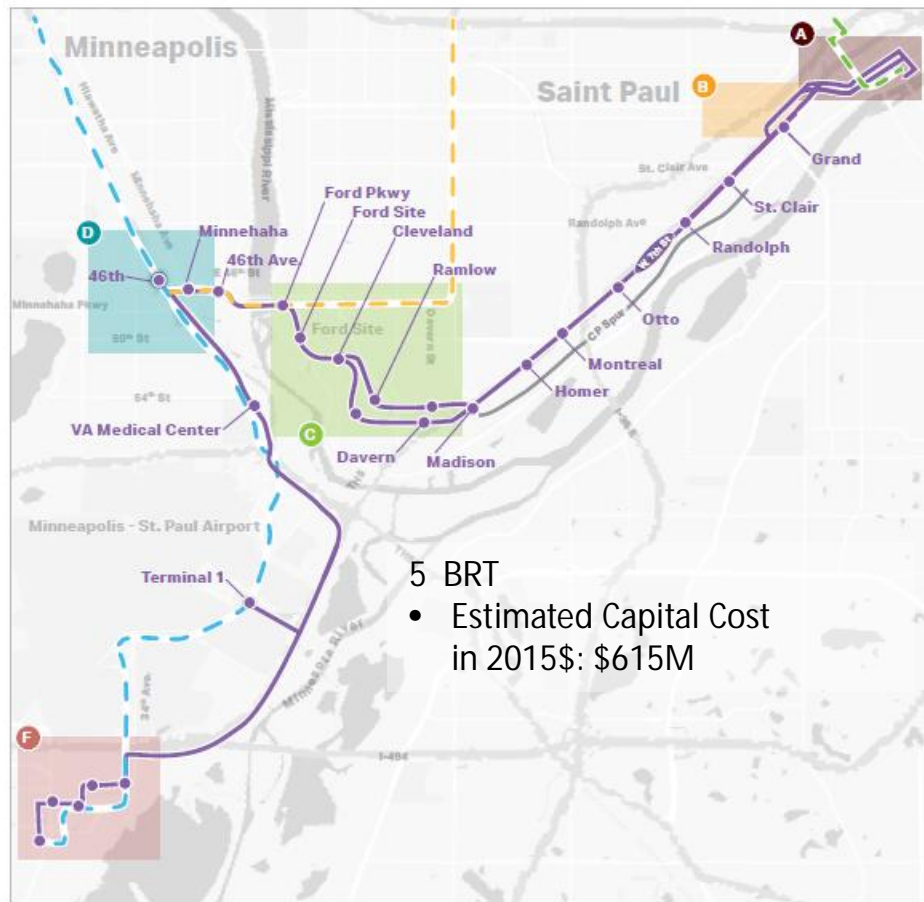 A
Minneapolis
Saint Paul
B
Hiawatha Ave
Mississippi River
Minnehaha Ave
Grand
St. Clair Ave
Ford Pkwy
St. Clair
Ford Site
Randolph Ave
D
Minnehaha
Cleveland
Randolph
W. 7th St
46th Ave.
Ramlow
46th
E 46th St
Minnehaha Pkwy
Otto
Ford Site
Davern St
CP Spur
50th St
Montreal
Homer
54th St
I-35E
VA Medical Center
C
Davern
Madison
Minneapolis - St. Paul Airport
5 BRT
Terminal 1
• Estimated Capital Cost
in 2015$: $615M
Minnesota River
34th Ave.
F
I-494